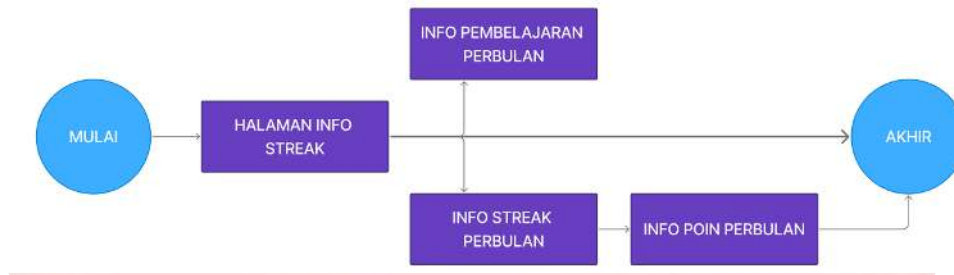 INFO PEMBELAJARAN
PERBULAN
MULAI
HALAMAN INFO
STREAK
AKHIR
INFO STREAK
PERBULAN
INFO POIN PERBULAN